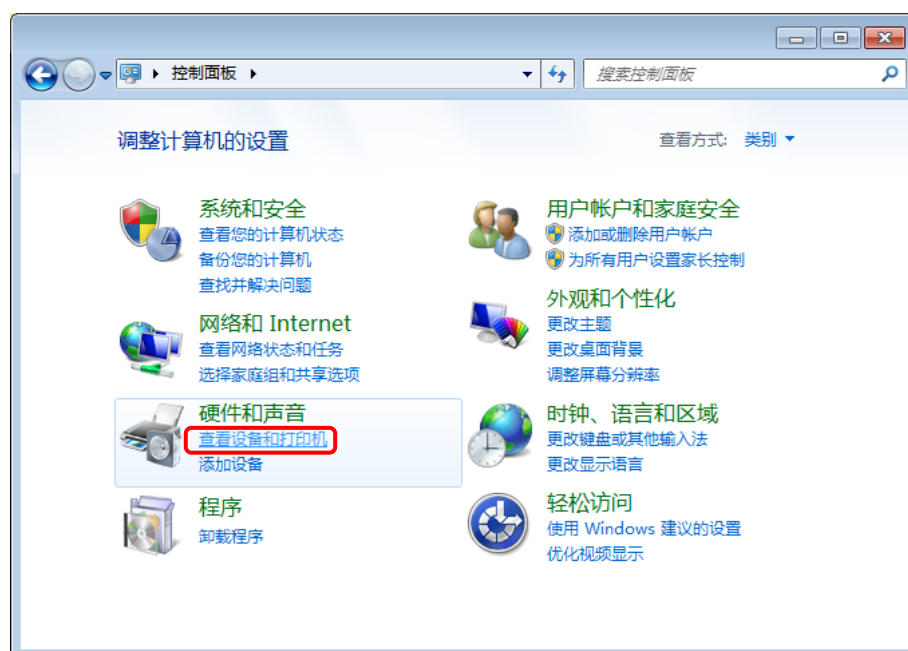 控制面板
搜索控制面板
调整计算机的设置
查看方式: 类别
系统和安全
查看您的计算机状态
备份您的计算机
查找并解决问题
网络和 Internet
查看网络状态和任务
选择家庭组和共享选项
硬件和声音
查看设备和打印机
添加设备
程序
卸载程序
用户帐户和家庭安全
添加或删除用户帐户
为所有用户设置家长控制
外观和个性化
更改主题
更改桌面背景
调整屏幕分辨率
时钟、语言和区域
更改键盘或其他输入法
更改显示语言
轻松访问
使用 Windows 建议的设置
优化视频显示